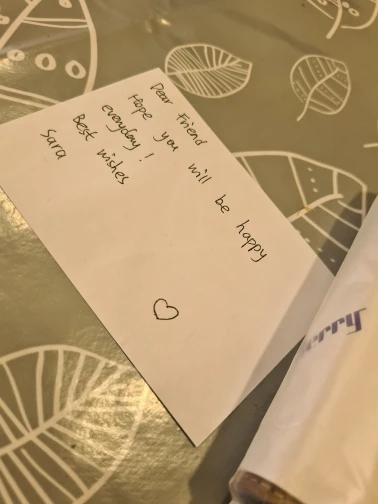 Dear Friend
Hope you will be happy
everyday!
Best wishes
Sara